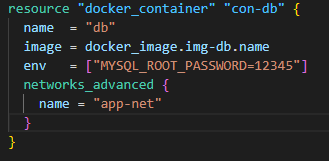 resource "docker_container" "con-db" {
  name  = "db"
  image = docker_image.img-db.name
  env   = ["MYSQL_ROOT_PASSWORD=12345"]
  networks_advanced {
    name = "app-net"
  }
}